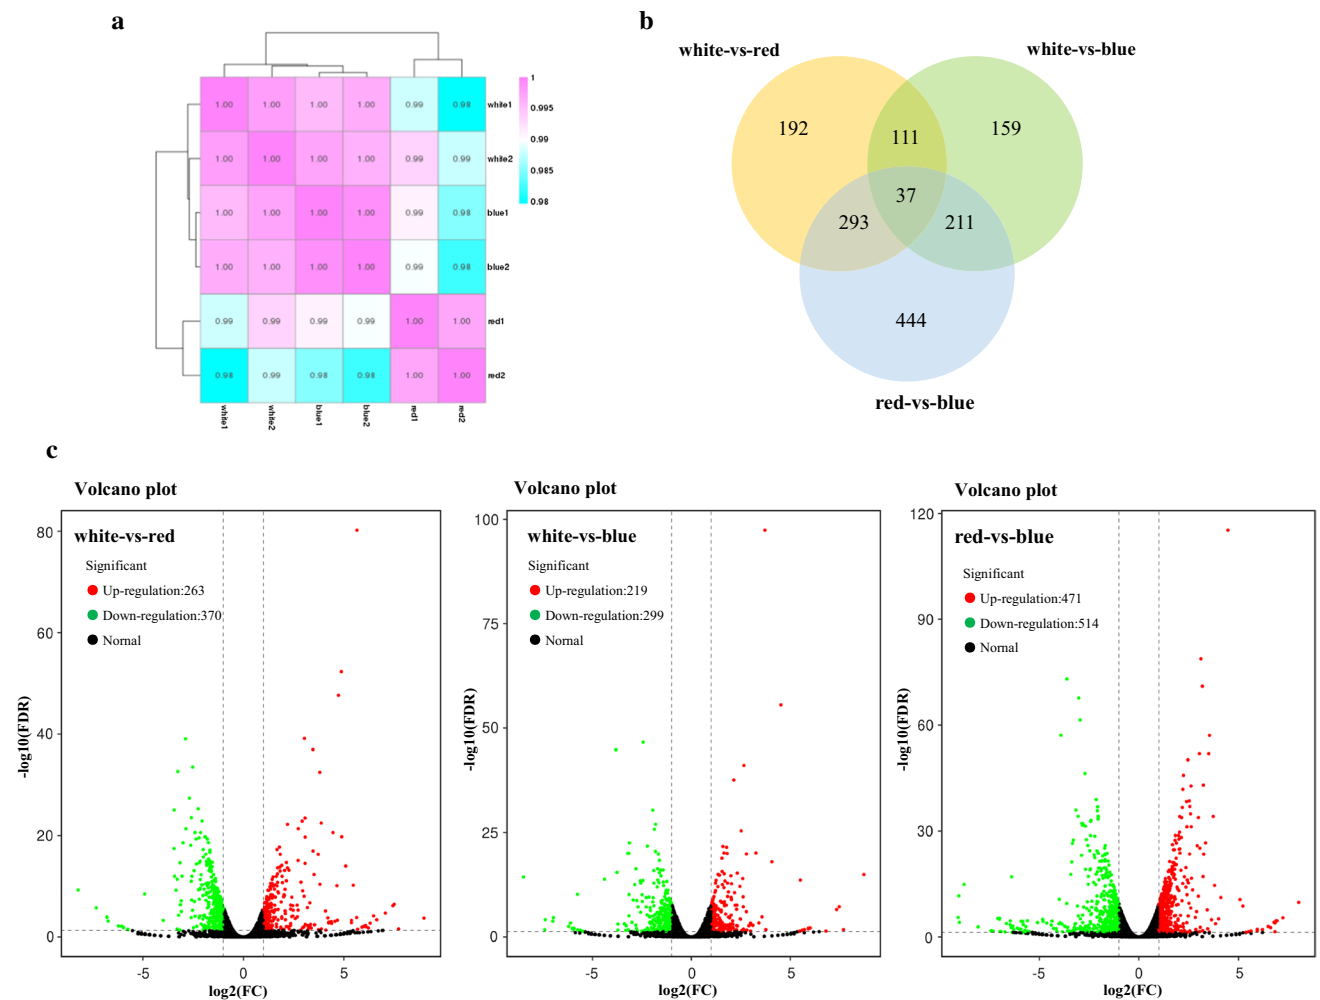 a
1.00 1.00 1.00 1.00 0.99 0.98 white1
1.00 1.00 1.00 1.00 0.99 0.99 white2
1.00 1.00 1.00 1.00 0.99 0.98 blue1
1.00 1.00 1.00 1.00 0.99 0.98 blue2
0.99 0.99 0.99 0.99 1.00 1.00 red1
0.98 0.99 0.98 0.98 1.00 1.00 red2
white1 white2 blue1 blue2 red1 red2
1
0.995
0.99
0.985
0.98
b
white-vs-red
white-vs-blue
192
111
159
37
293
211
444
red-vs-blue
c
Volcano plot
white-vs-red
Significant
Up-regulation:263
Down-regulation:370
Nornal
-log10(FDR)
80
60
40
20
0
-5 0 5
log2(FC)
Volcano plot
white-vs-blue
Significant
Up-regulation:219
Down-regulation:299
Nornal
-log10(FDR)
100
75
50
25
0
-5 0 5
log2(FC)
Volcano plot
red-vs-blue
Significant
Up-regulation:471
Down-regulation:514
Nornal
-log10(FDR)
120
90
60
30
0
-5 0 5
log2(FC)